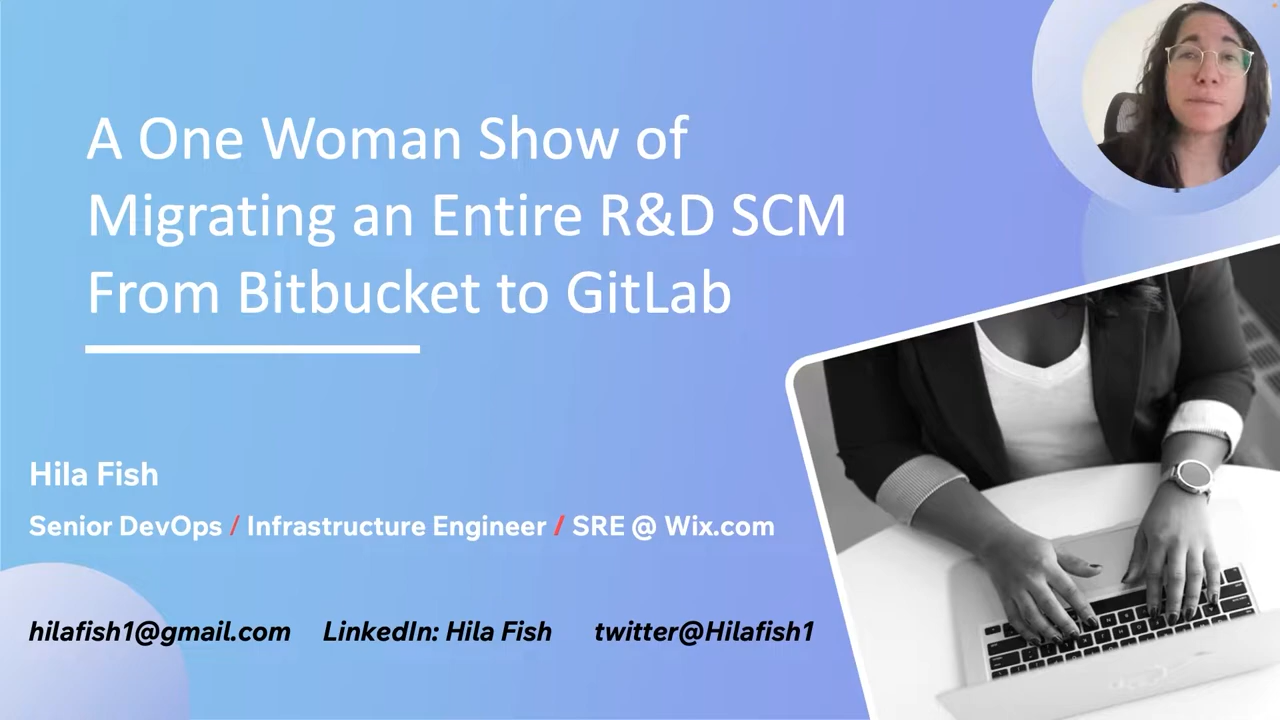 A One Woman Show of
Migrating an Entire R&D SCM
From Bitbucket to GitLab
Hila Fish
Senior DevOps / Infrastructure Engineer / SRE @ Wix.com
hilafish1@gmail.com LinkedIn: Hila Fish twitter@Hilafish1